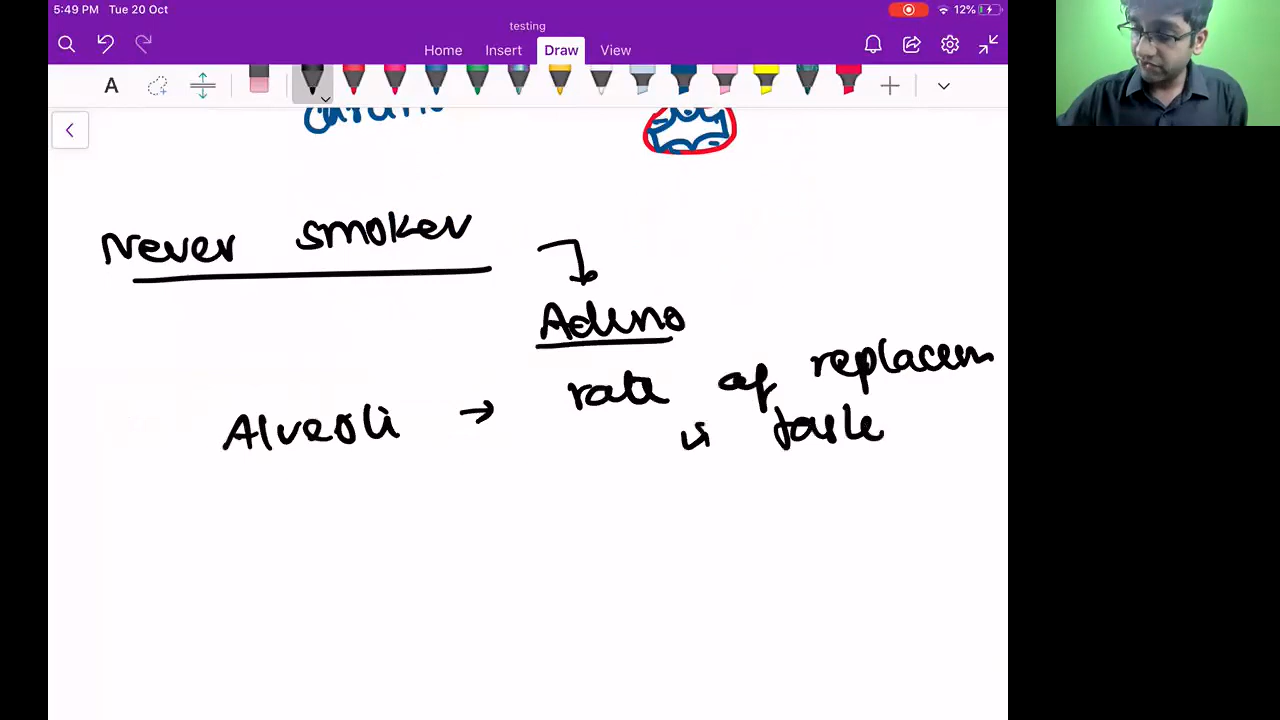 5:49 PM Tue 20 Oct 12%
testing
Home Insert Draw View
A
Never smoker
Adeno
rate of replacem
Alveoli → is faste